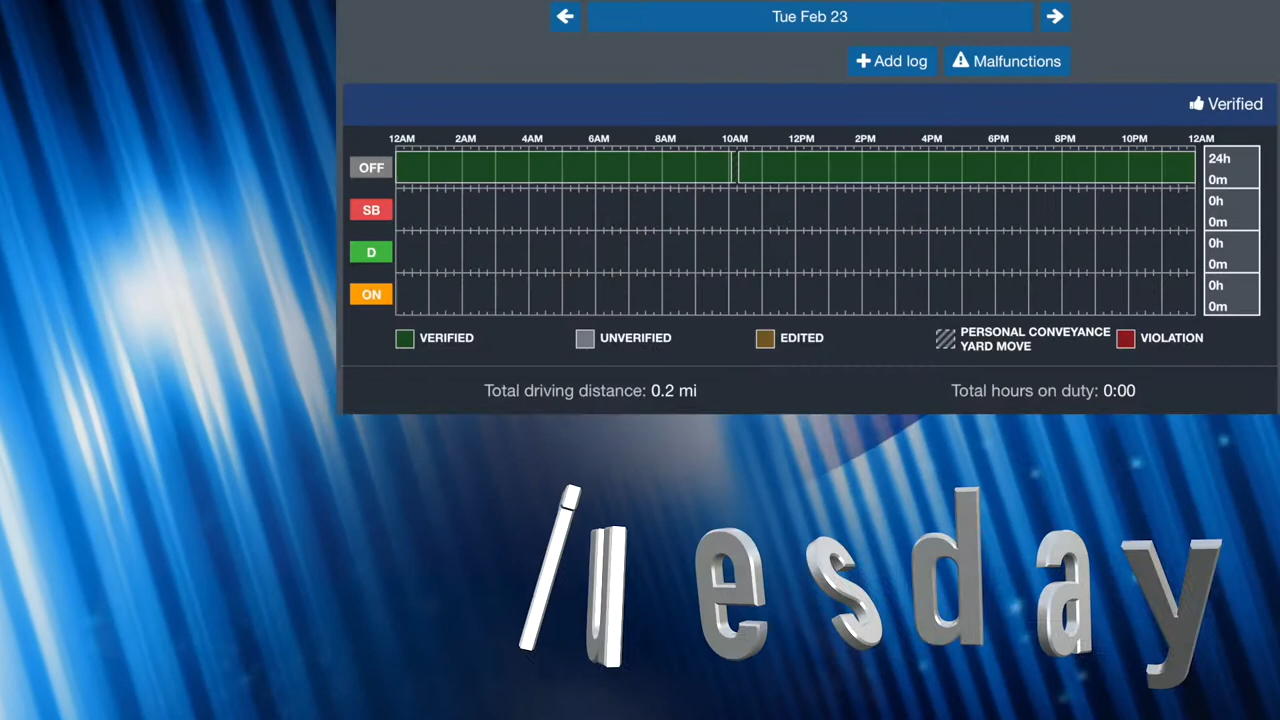 Tue Feb 23
Add log
Malfunctions
Verified
12AM 2AM 4AM 6AM 8AM 10AM 12PM 2PM 4PM 6PM 8PM 10PM 12AM
OFF
24h
0m
SB
0h
0m
D
0h
0m
ON
0h
0m
VERIFIED
UNVERIFIED
EDITED
PERSONAL CONVEYANCE
YARD MOVE
VIOLATION
Total driving distance: 0.2 mi
Total hours on duty: 0:00
Tuesday